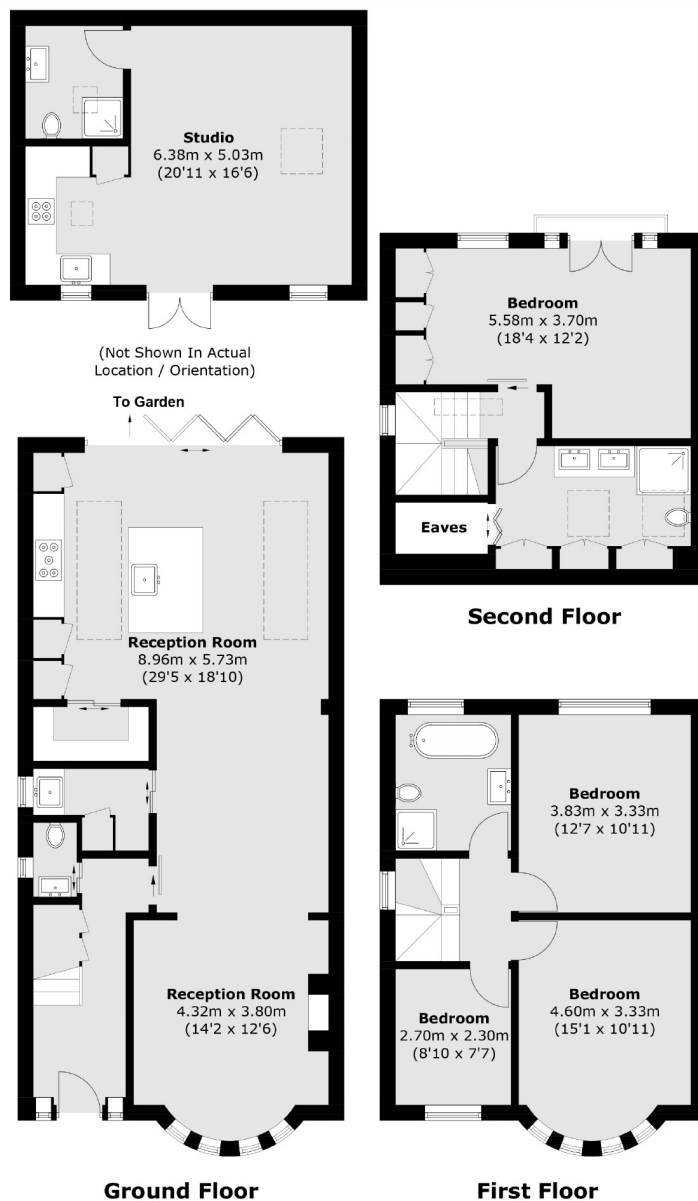 Studio
6.38m x 5.03m
(20'11 x 16'6)
(Not Shown In Actual
Location / Orientation)
To Garden
Reception Room
8.96m x 5.73m
(29'5 x 18'10)
Reception Room
4.32m x 3.80m
(14'2 x 12'6)
Ground Floor
Bedroom
5.58m x 3.70m
(18'4 x 12'2)
Eaves
Second Floor
Bedroom
3.83m x 3.33m
(12'7 x 10'11)
Bedroom
2.70m x 2.30m
(8'10 x 7'7)
Bedroom
4.60m x 3.33m
(15'1 x 10'11)
First Floor